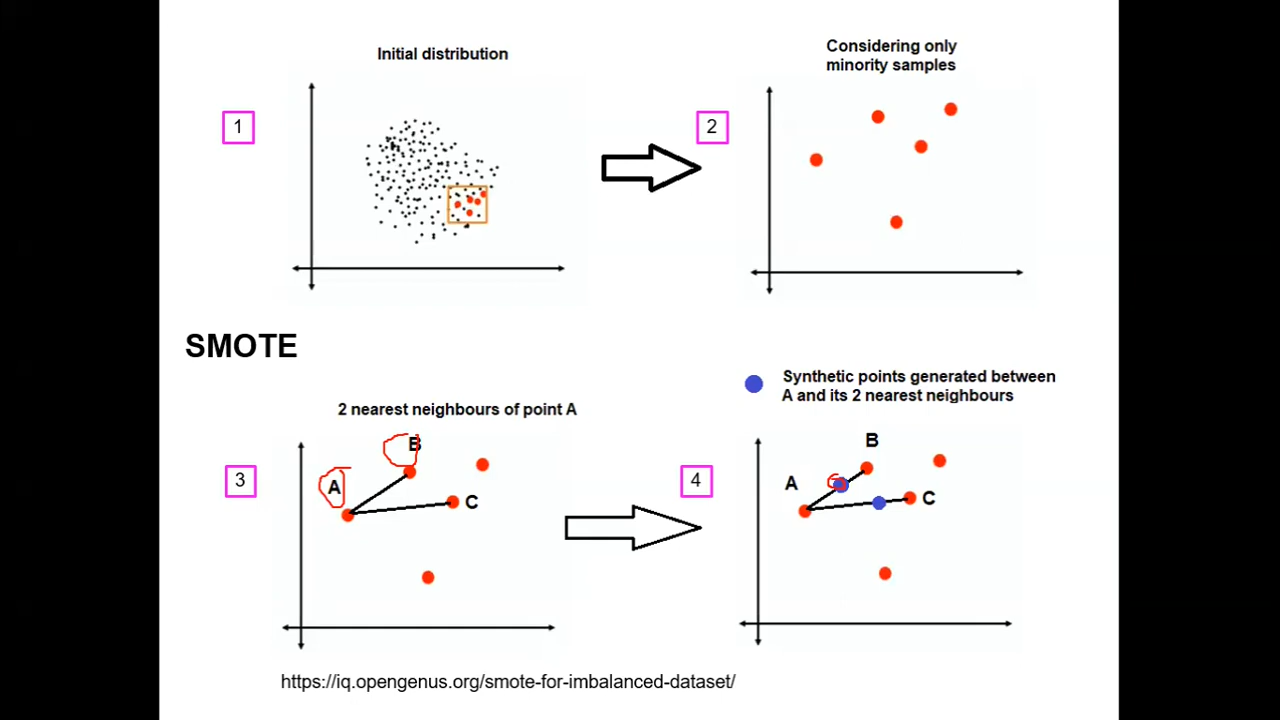 Initial distribution
1
Considering only
minority samples
2
SMOTE
2 nearest neighbours of point A
3
A
B
C
Synthetic points generated between
A and its 2 nearest neighbours
4
A
B
C
https://iq.opengenus.org/smote-for-imbalanced-dataset/